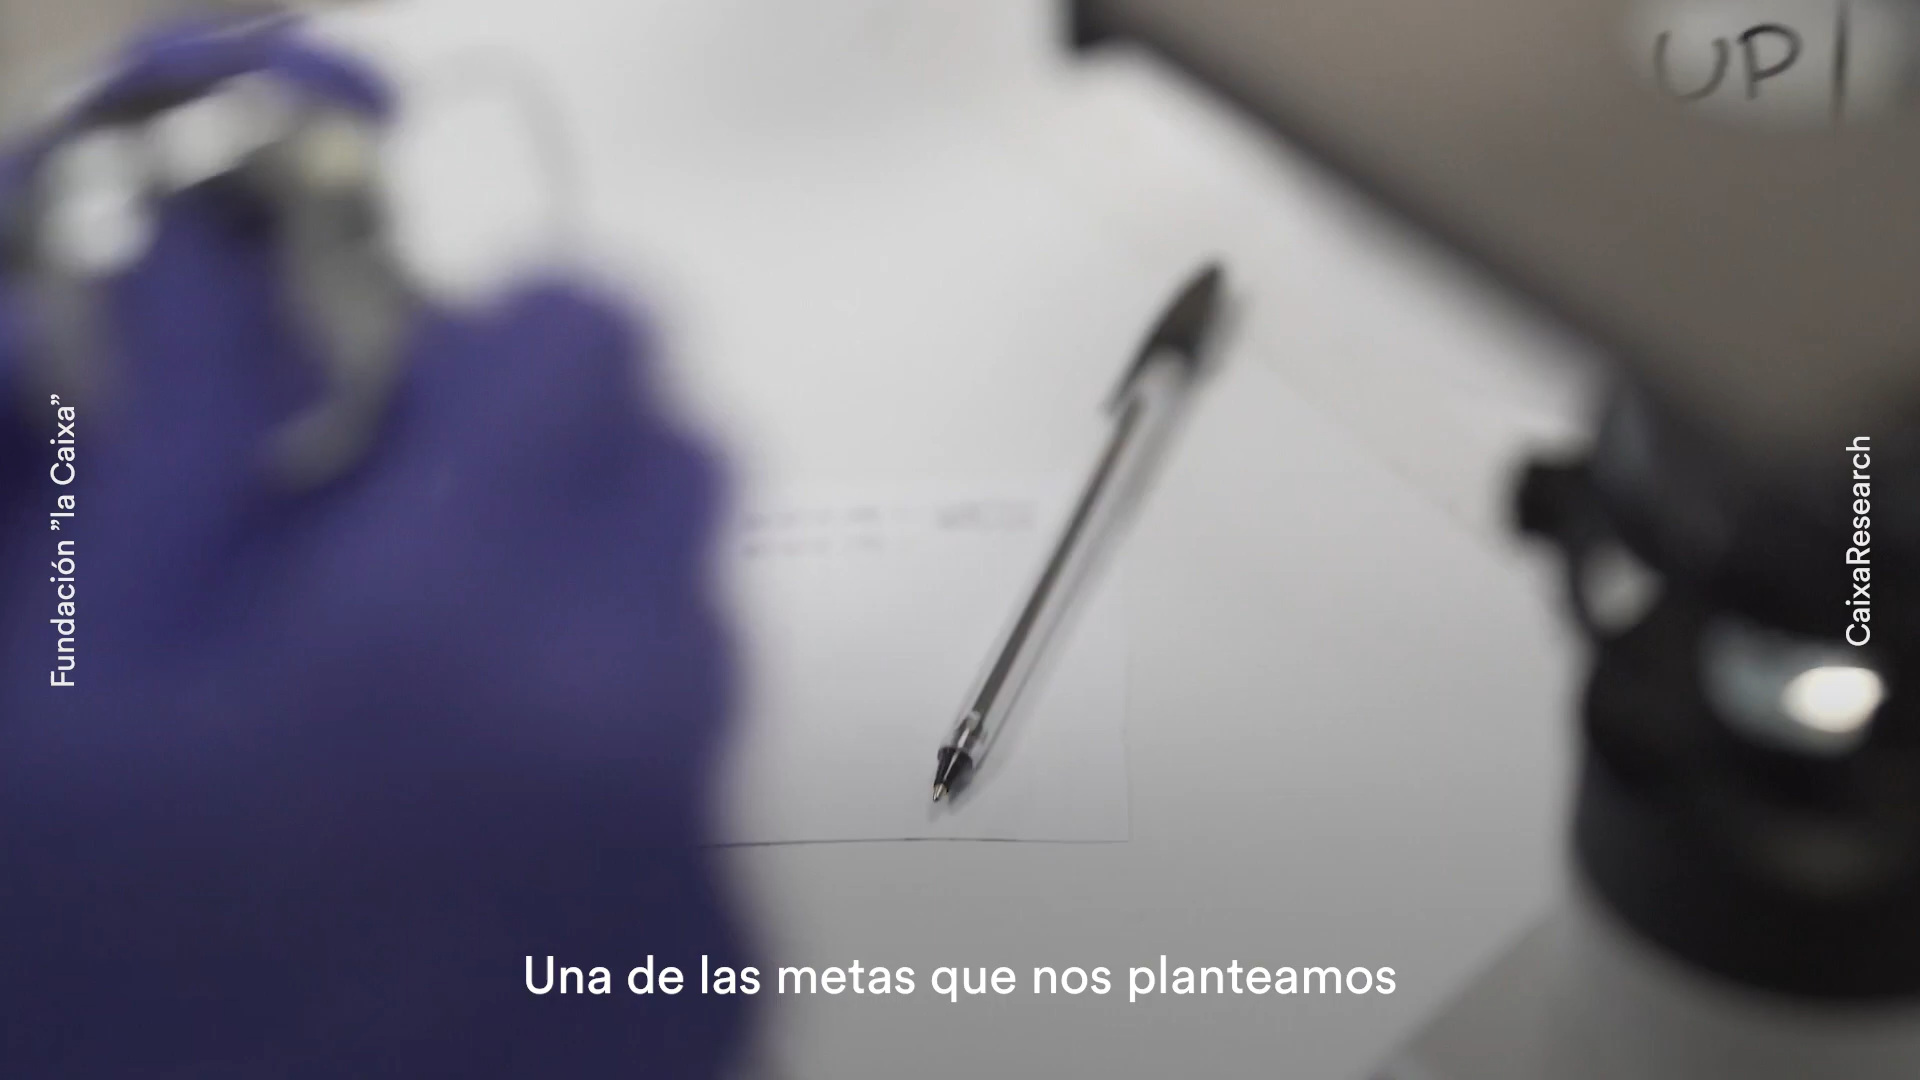 UP
Fundación "la Caixa"
CaixaResearch
Una de las metas que nos planteamos